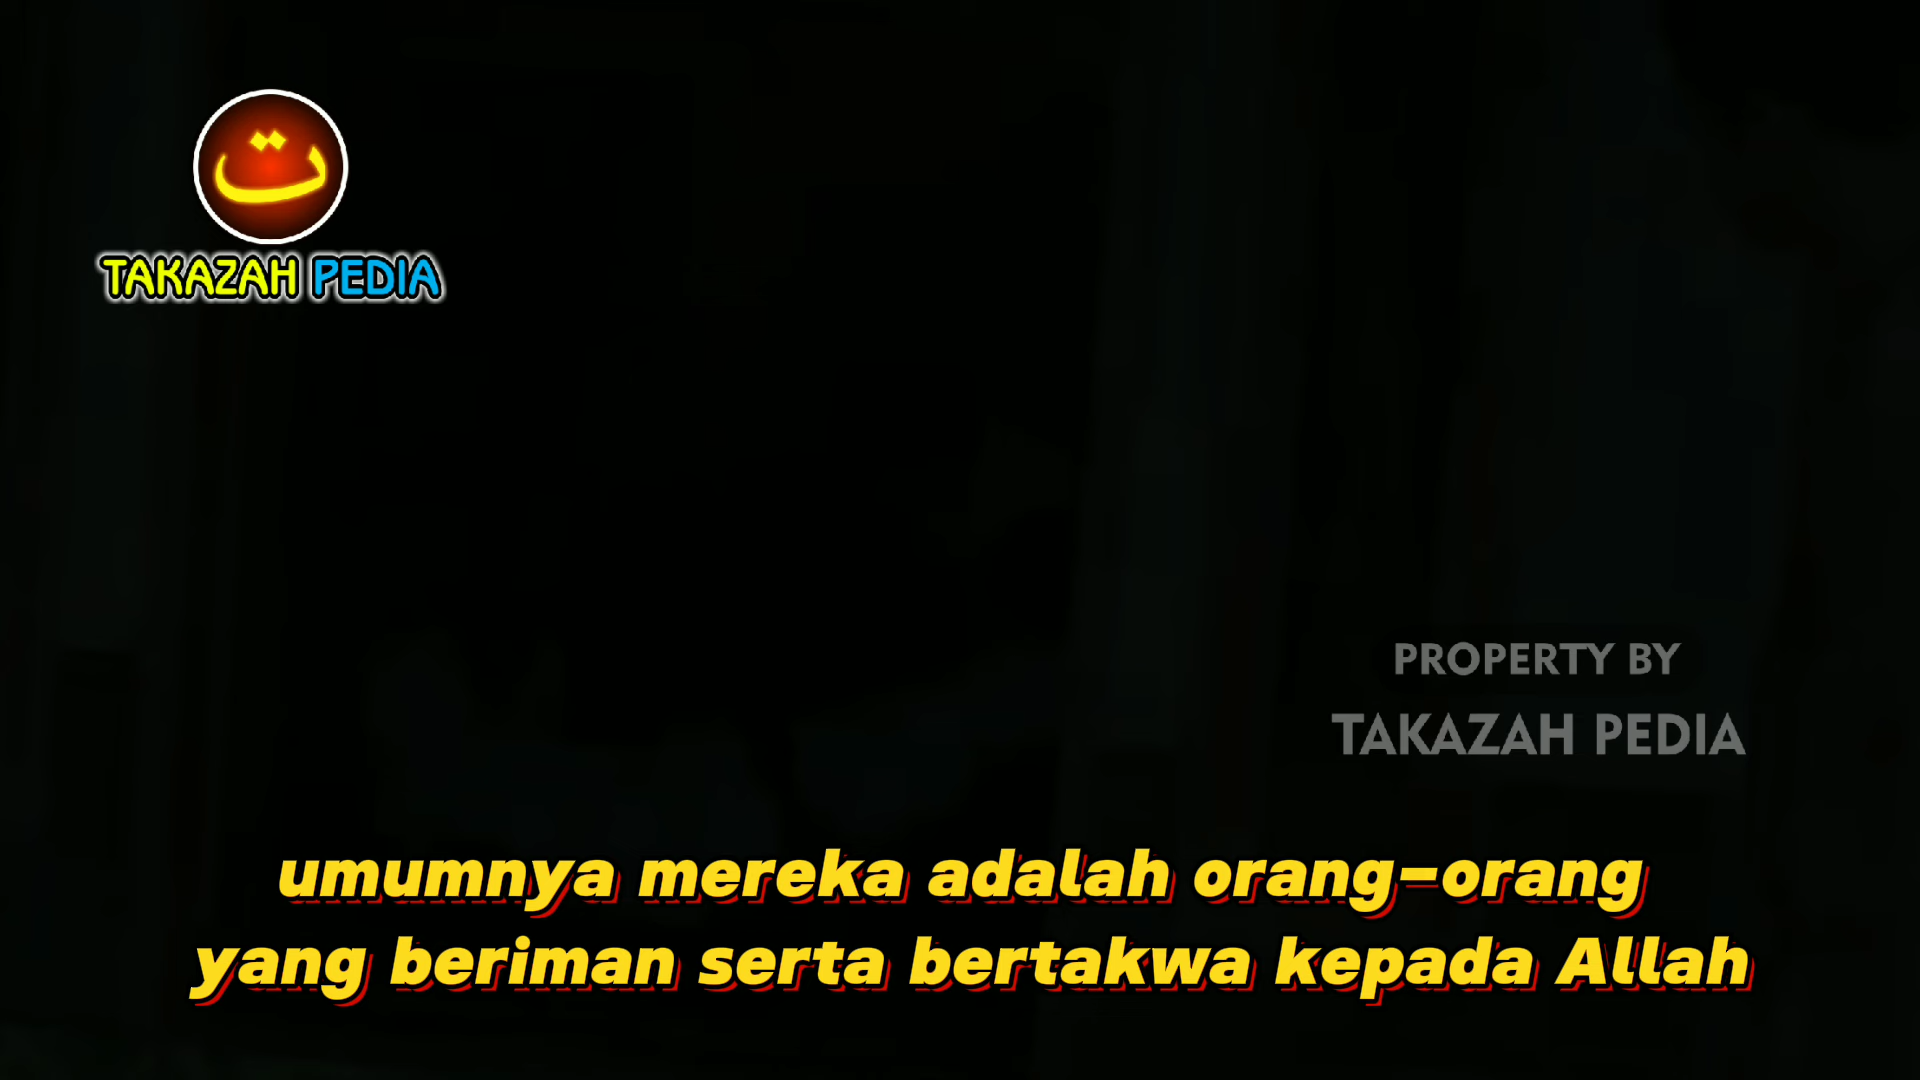 ت
TAKAZAH PEDIA
PROPERTY BY
TAKAZAH PEDIA
umumnya mereka adalah orang-orang
yang beriman serta bertakwa kepada Allah